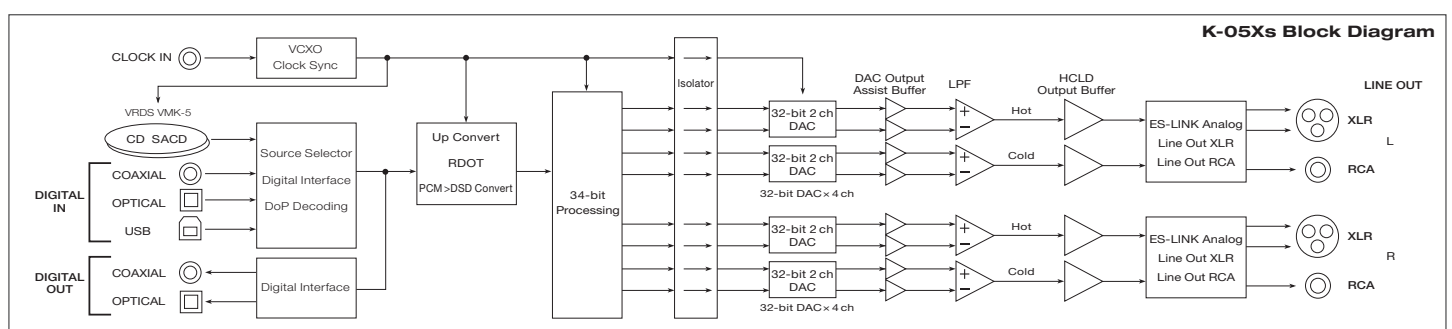 K-05Xs Block Diagram
CLOCK IN
VCXO
Clock Sync
VRDS VMK-5
CD SACD
DIGITAL
IN
COAXIAL
OPTICAL
USB
Source Selector
Digital Interface
DoP Decoding
DIGITAL
OUT
COAXIAL
OPTICAL
Digital Interface
Up Convert
RDOT
PCM>DSD Convert
34-bit
Processing
Isolator
32-bit 2 ch
DAC
32-bit 2 ch
DAC
32-bit DAC×4 ch
32-bit 2 ch
DAC
32-bit 2 ch
DAC
32-bit DAC×4 ch
DAC Output
Assist Buffer
LPF
HCLD
Output Buffer
+
−
Hot
+
−
Cold
+
−
Hot
+
−
Cold
ES-LINK Analog
Line Out XLR
Line Out RCA
ES-LINK Analog
Line Out XLR
Line Out RCA
LINE OUT
XLR
L
RCA
XLR
R
RCA